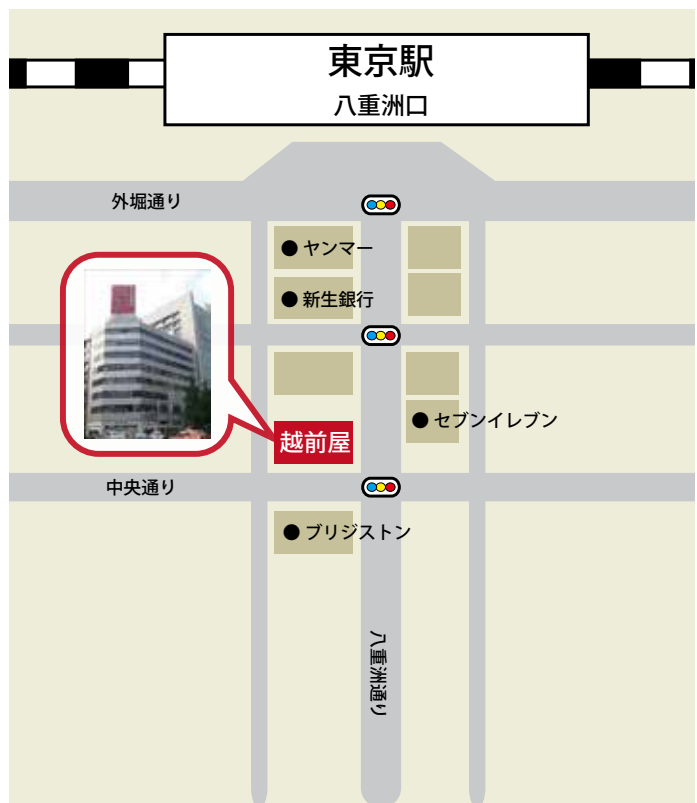 東京駅
八重洲口
外堀通り
ヤンマー
新生銀行
セブンイレブン
越前屋
中央通り
ブリジストン
八重洲通り